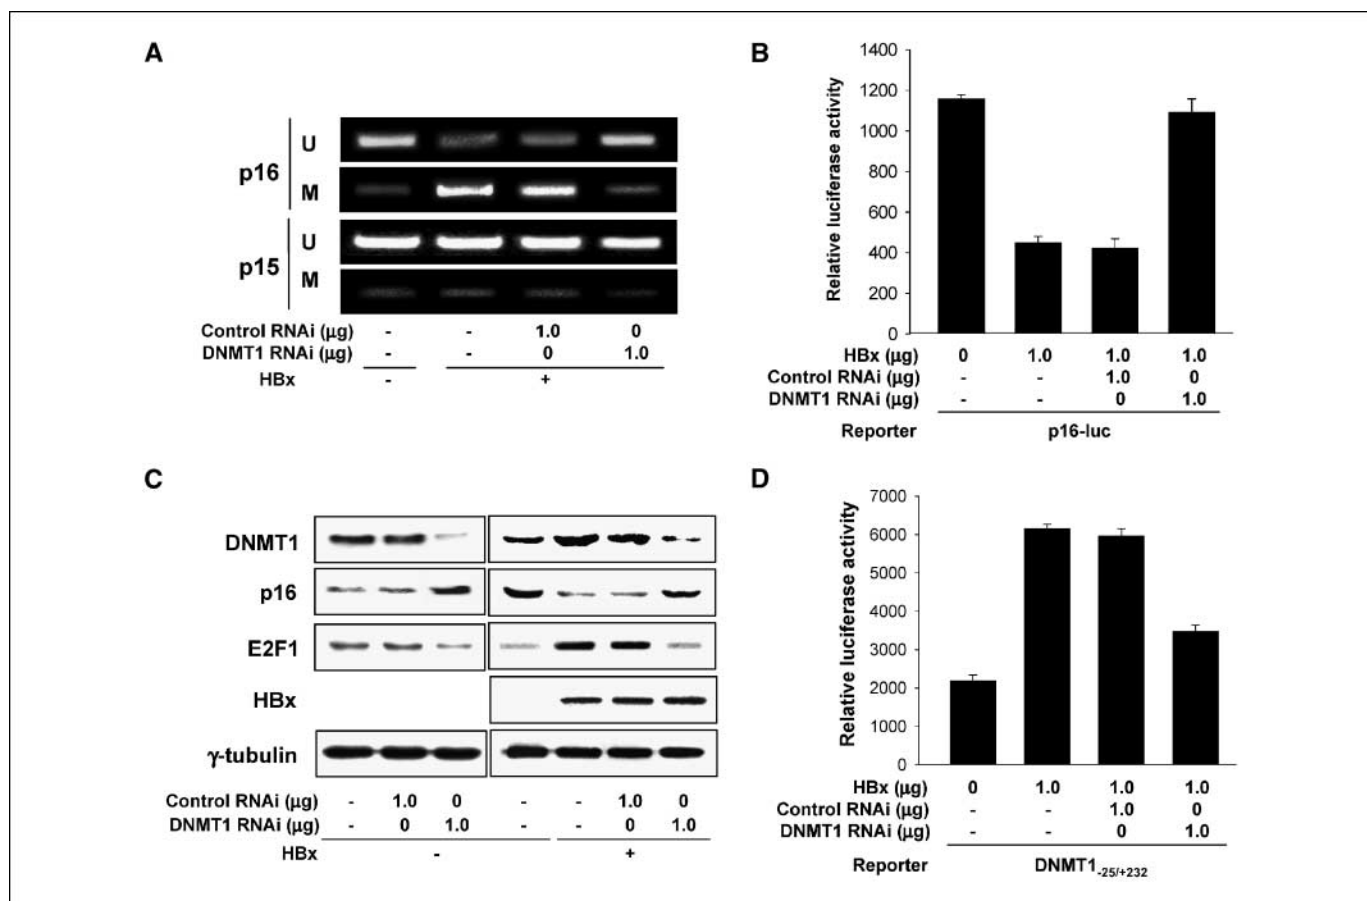 A
p16
U
M
p15
U
M
Control RNAi (μg) - - 1.0 0
DNMT1 RNAi (μg) - - 0 1.0
HBx - +
B
Relative luciferase activity
1400
1200
1000
800
600
400
200
0
HBx (μg) 0 1.0 1.0 1.0
Control RNAi (μg) - - 1.0 0
DNMT1 RNAi (μg) - - 0 1.0
Reporter p16-luc
C
DNMT1
p16
E2F1
HBx
γ-tubulin
Control RNAi (μg) - 1.0 0 - - 1.0 0
DNMT1 RNAi (μg) - 0 1.0 - - 0 1.0
HBx - +
D
Relative luciferase activity
7000
6000
5000
4000
3000
2000
1000
0
HBx (μg) 0 1.0 1.0 1.0
Control RNAi (μg) - - 1.0 0
DNMT1 RNAi (μg) - - 0 1.0
Reporter DNMT1-25/+232